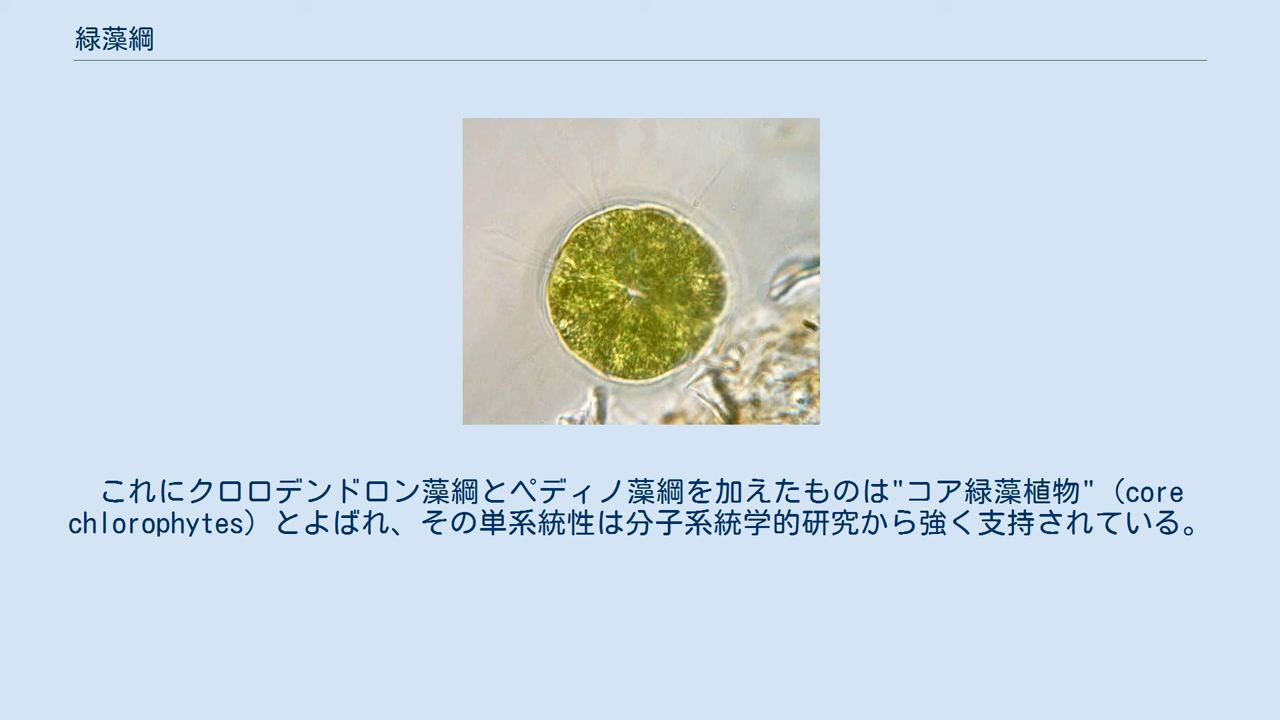 緑藻綱
これにクロロデンドロン藻綱とペディノ藻綱を加えたものは"コア緑藻植物"（core
chlorophytes）とよばれ、その単系統性は分子系統学的研究から強く支持されている。